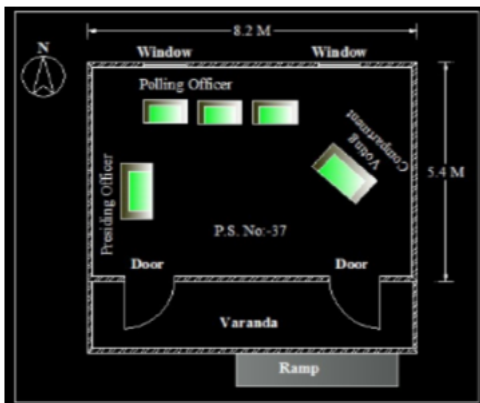 8.2 M
N
Window Window
Polling Officer
Voting
Compartment
5.4 M
Presiding Officer
P.S. No:-37
Door Door
Varanda
Ramp